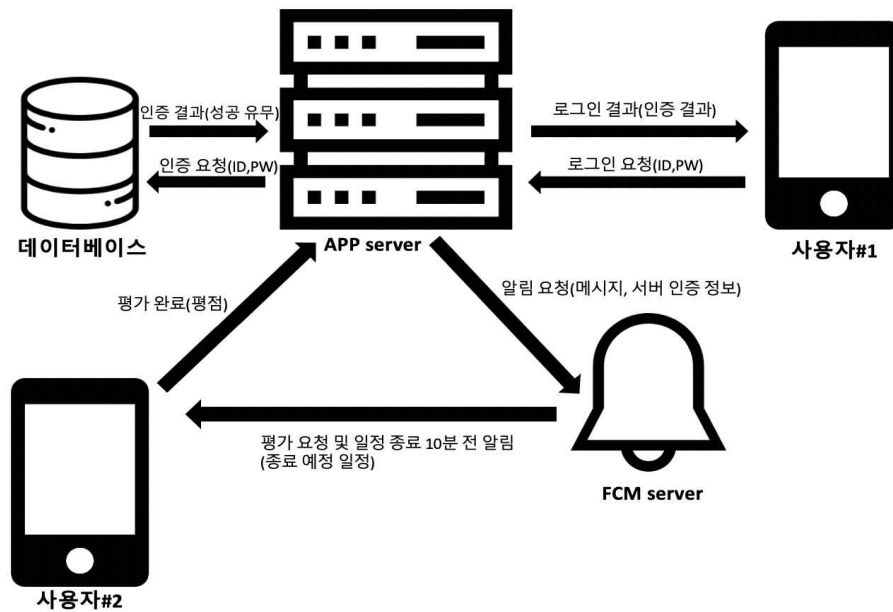 인증 결과(성공 유무)
로그인 결과(인증 결과)
인증 요청(ID,PW)
로그인 요청(ID,PW)
데이터베이스
APP server
사용자#1
평가 완료(평점)
알림 요청(메시지, 서버 인증 정보)
평가 요청 및 일정 종료 10분 전 알림
(종료 예정 일정)
FCM server
사용자#2